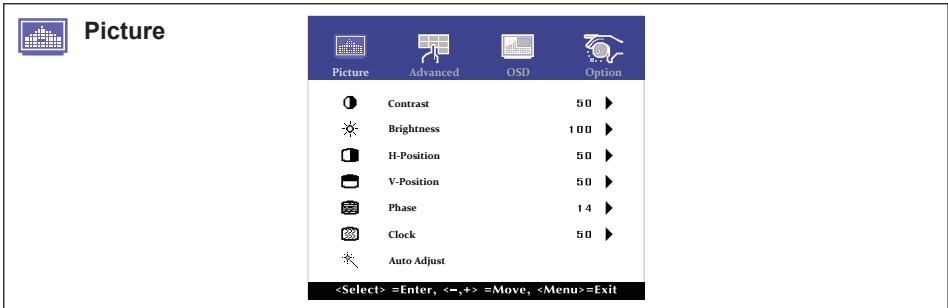 Picture
Picture Advanced OSD Option
Contrast 50
Brightness 100
H-Position 50
V-Position 50
Phase 14
Clock 50
Auto Adjust
<Select> =Enter, <–,+> =Move, <Menu>=Exit